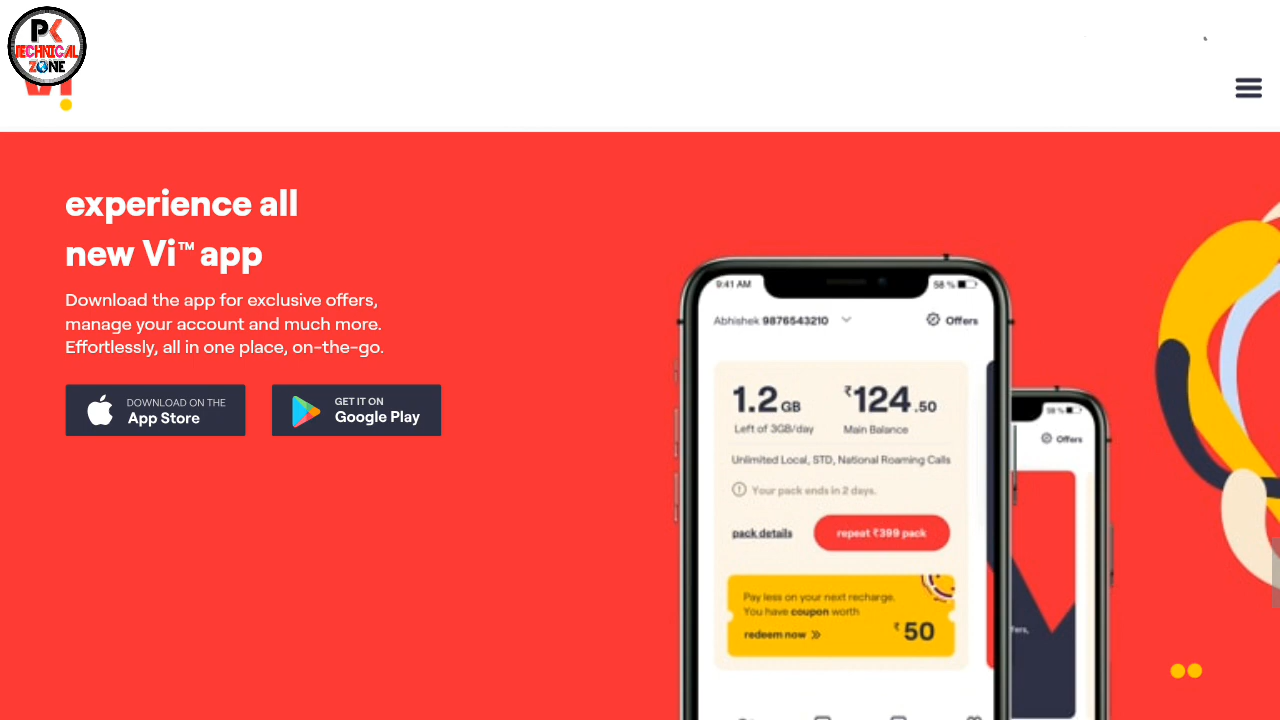 PK
TECHNICAL
ZONE
Vi
experience all
new Vi™ app
Download the app for exclusive offers,
manage your account and much more.
Effortlessly, all in one place, on-the-go.
DOWNLOAD ON THE
App Store
GET IT ON
Google Play
9:41 AM
58 %
Abhishek 9876543210
Offers
1.2 GB
₹124.50
Left of 3GB/day
Main Balance
Unlimited Local, STD, National Roaming Calls
Your pack ends in 2 days.
pack details
repeat ₹399 pack
Pay less on your next recharge.
You have coupon worth
redeem now »
₹50
58 %
Offers
ffers,